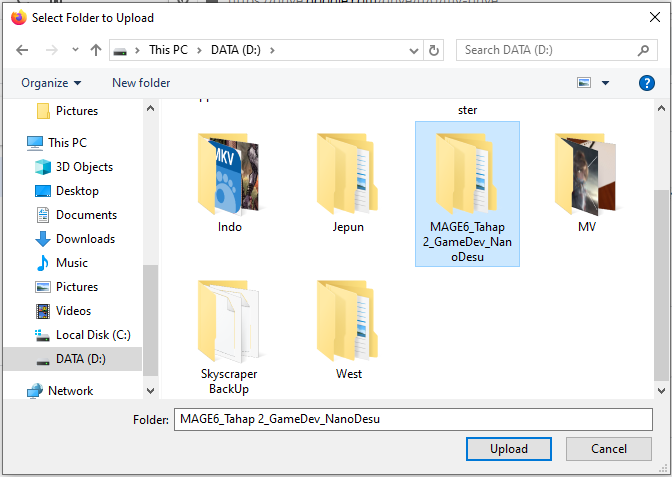 Select Folder to Upload
This PC
DATA (D:)
Search DATA (D:)
Organize
New folder
Pictures
This PC
3D Objects
Desktop
Documents
Downloads
Music
Pictures
Videos
Local Disk (C:)
DATA (D:)
Network
ster
MKV
Indo
Jepun
MAGE6_Tahap
2_GameDev_Nan
oDesu
MV
Skyscraper
BackUp
West
Folder:
MAGE6_Tahap 2_GameDev_NanoDesu
Upload
Cancel